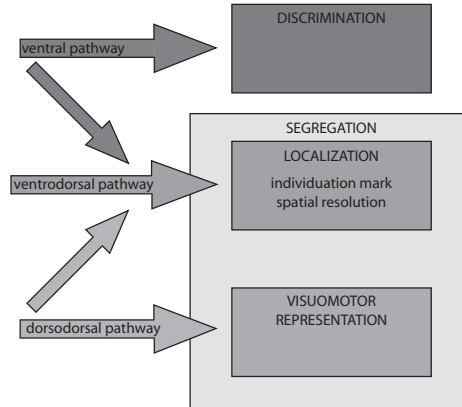 DISCRIMINATION
ventral pathway
SEGREGATION
LOCALIZATION
individuation mark
spatial resolution
ventrodorsal pathway
VISUOMOTOR
REPRESENTATION
dorsodorsal pathway